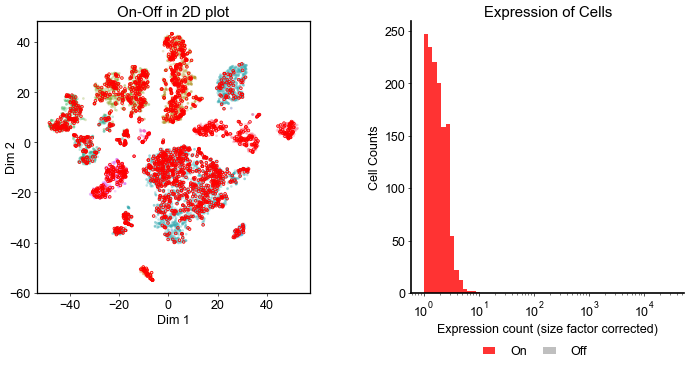 On-Off in 2D plot
40
20
0
−20
−40
−60
Dim 2
−40 −20 0 20 40
Dim 1
Expression of Cells
250
200
150
100
50
0
Cell Counts
10^0 10^1 10^2 10^3 10^4
Expression count (size factor corrected)
On Off